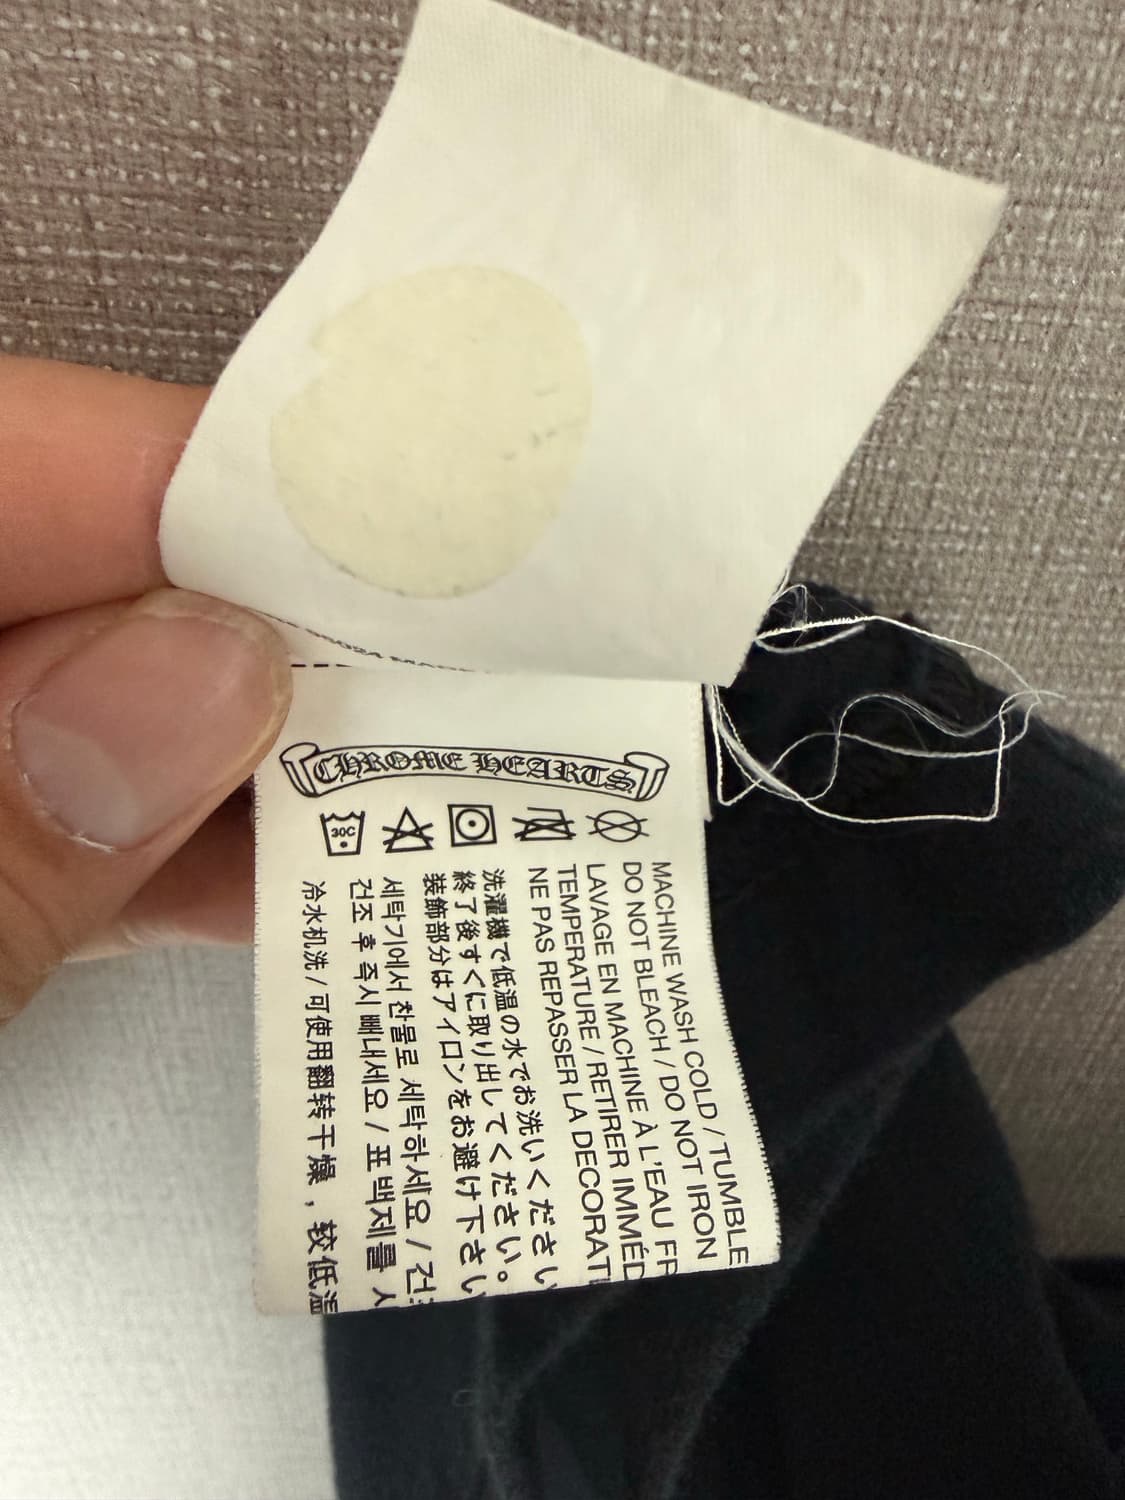 CHROME HEARTS
30C
MACHINE WASH COLD / TUMBLE
DO NOT BLEACH / DO NOT IRON
LAVAGE EN MACHINE À L'EAU FR
TEMPERATURE / RETIRER IMMÉD
NE PAS REPASSER LA DECORATI
洗濯機で低温の水でお洗いください
終了後すぐに取り出してください。
装飾部分はアイロンをお避け下さい
세탁기에서 찬물로 세탁하세요 / 건
건조 후 즉시 빼내세요 / 표백제를
冷水机洗 / 可使用翻转干燥，较低温